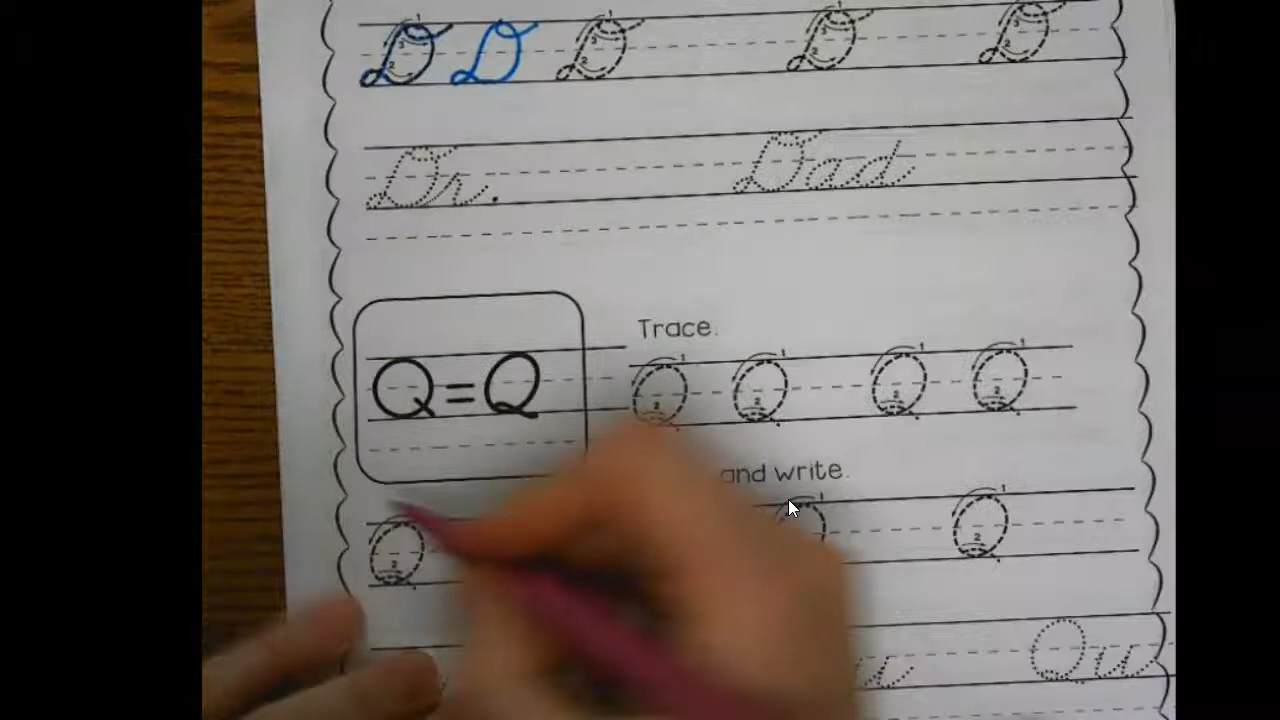 D D D D D
Dr. Dad
Q=Q
Trace.
Q Q Q Q
and write.
Q Q Q
Qu